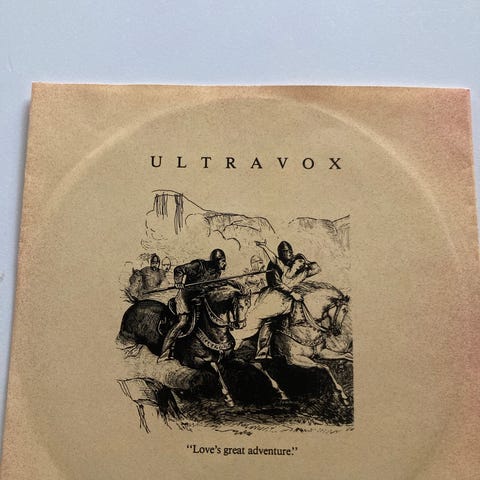 ULTRAVOX
“Love's great adventure.”